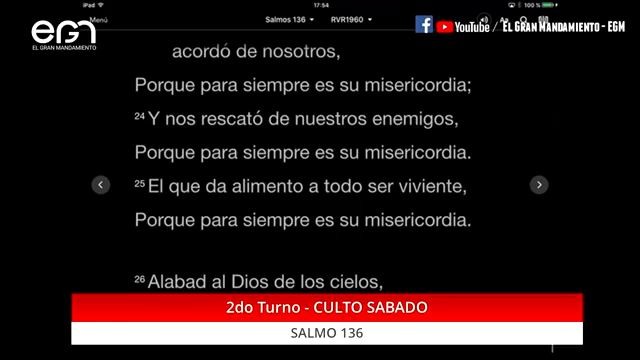 iPad
17:54
100 %
Menú
Salmos 136
RVR1960
YouTube / EL GRAN MANDAMIENTO - EGM
EGM
EL GRAN MANDAMIENTO
acordó de nosotros,
Porque para siempre es su misericordia;
24 Y nos rescató de nuestros enemigos,
Porque para siempre es su misericordia.
25 El que da alimento a todo ser viviente,
Porque para siempre es su misericordia.
26 Alabad al Dios de los cielos,
2do Turno - CULTO SABADO
SALMO 136